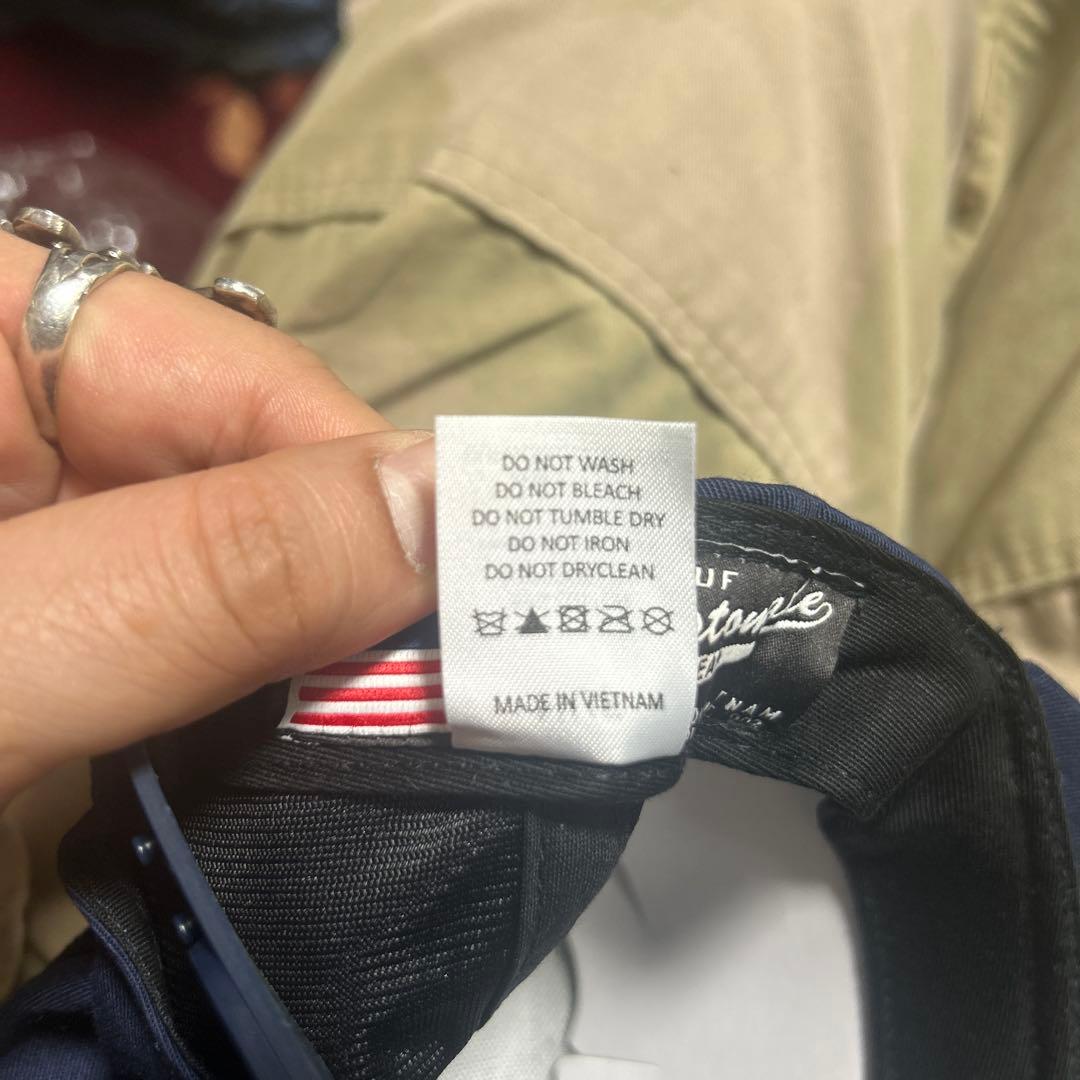 DO NOT WASH
DO NOT BLEACH
DO NOT TUMBLE DRY
DO NOT IRON
DO NOT DRYCLEAN
MADE IN VIETNAM
UF